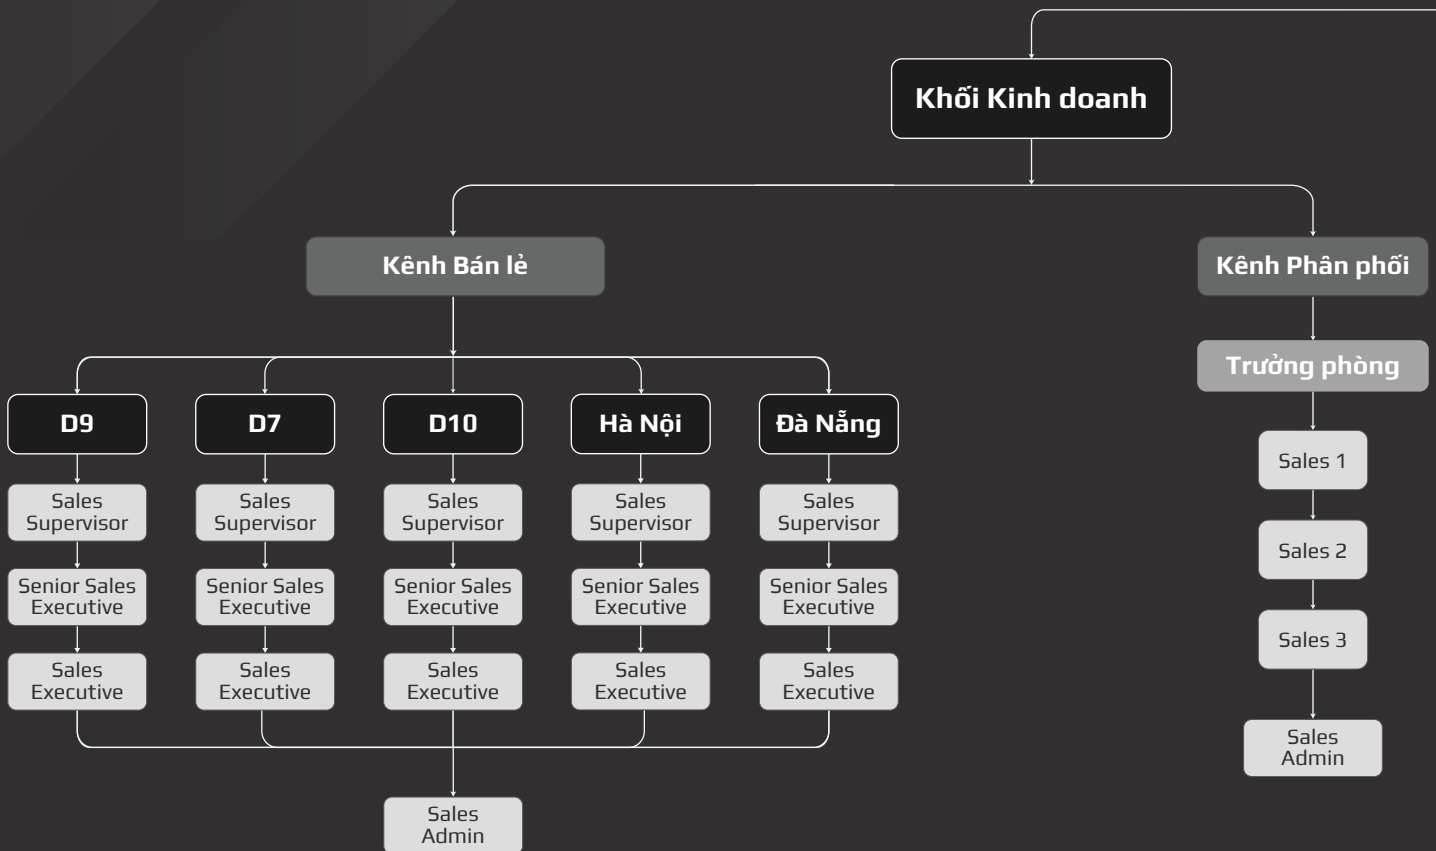 Khối Kinh doanh
Kênh Bán lẻ
Kênh Phân phối
Trưởng phòng
D9
D7
D10
Hà Nội
Đà Nẵng
Sales
Supervisor
Sales
Supervisor
Sales
Supervisor
Sales
Supervisor
Sales
Supervisor
Senior Sales
Executive
Senior Sales
Executive
Senior Sales
Executive
Senior Sales
Executive
Senior Sales
Executive
Sales
Executive
Sales
Executive
Sales
Executive
Sales
Executive
Sales
Executive
Sales
Admin
Sales 1
Sales 2
Sales 3
Sales
Admin